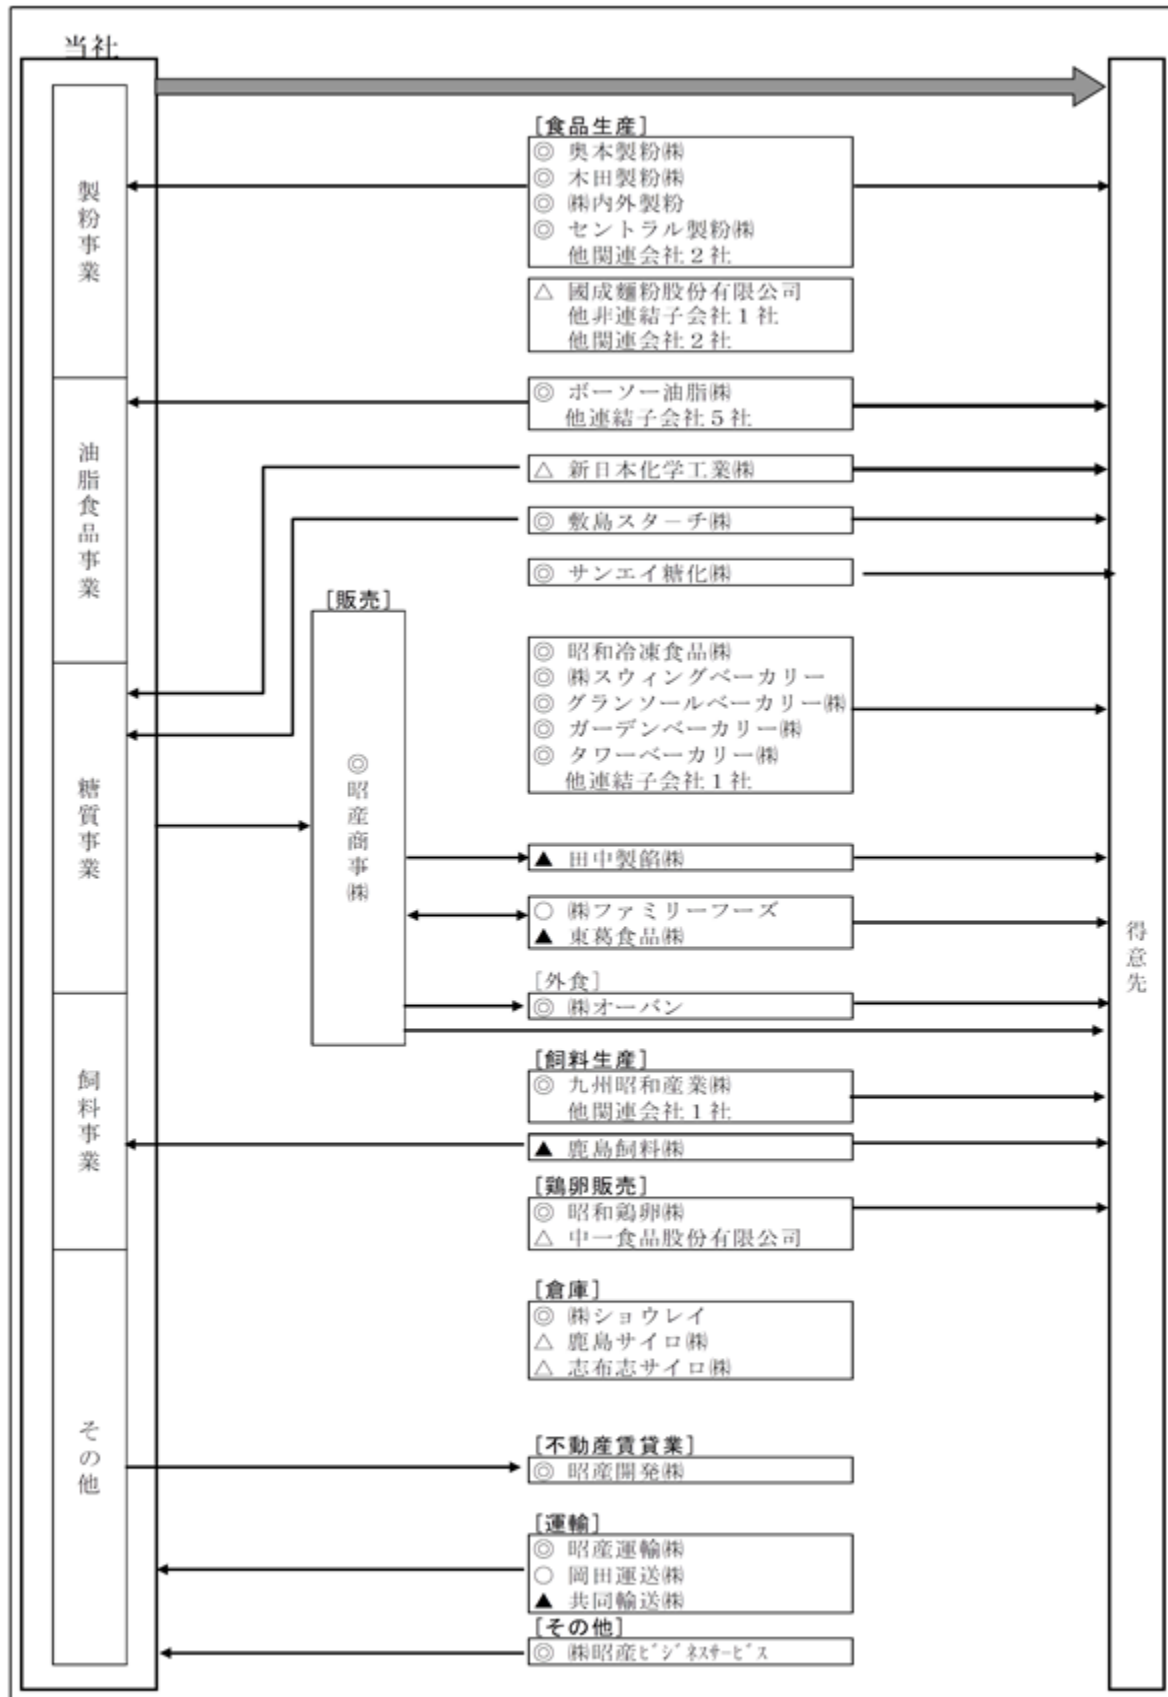 当社
製粉事業
油脂食品事業
糖質事業
飼料事業
その他
[販売]
◎昭産商事㈱
[食品生産]
◎ 奥本製粉㈱
◎ 木田製粉㈱
◎ ㈱内外製粉
◎ セントラル製粉㈱
他関連会社２社
△ 國成麵粉股份有限公司
他非連結子会社１社
他関連会社２社
◎ ボーソー油脂㈱
他連結子会社５社
△ 新日本化学工業㈱
◎ 敷島スターチ㈱
◎ サンエイ糖化㈱
◎ 昭和冷凍食品㈱
◎ ㈱スウィングベーカリー
◎ グランソールベーカリー㈱
◎ ガーデンベーカリー㈱
◎ タワーベーカリー㈱
他連結子会社１社
▲ 田中製餡㈱
○ ㈱ファミリーフーズ
▲ 東葛食品㈱
[外食]
◎ ㈱オーバン
[飼料生産]
◎ 九州昭和産業㈱
他関連会社１社
▲ 鹿島飼料㈱
[鶏卵販売]
◎ 昭和鶏卵㈱
△ 中一食品股份有限公司
[倉庫]
◎ ㈱ショウレイ
△ 鹿島サイロ㈱
△ 志布志サイロ㈱
[不動産賃貸業]
◎ 昭産開発㈱
[運輸]
◎ 昭産運輸㈱
○ 岡田運送㈱
▲ 共同輸送㈱
[その他]
◎ ㈱昭産ﾋﾞｼﾞﾈｽｻｰﾋﾞｽ
得意先